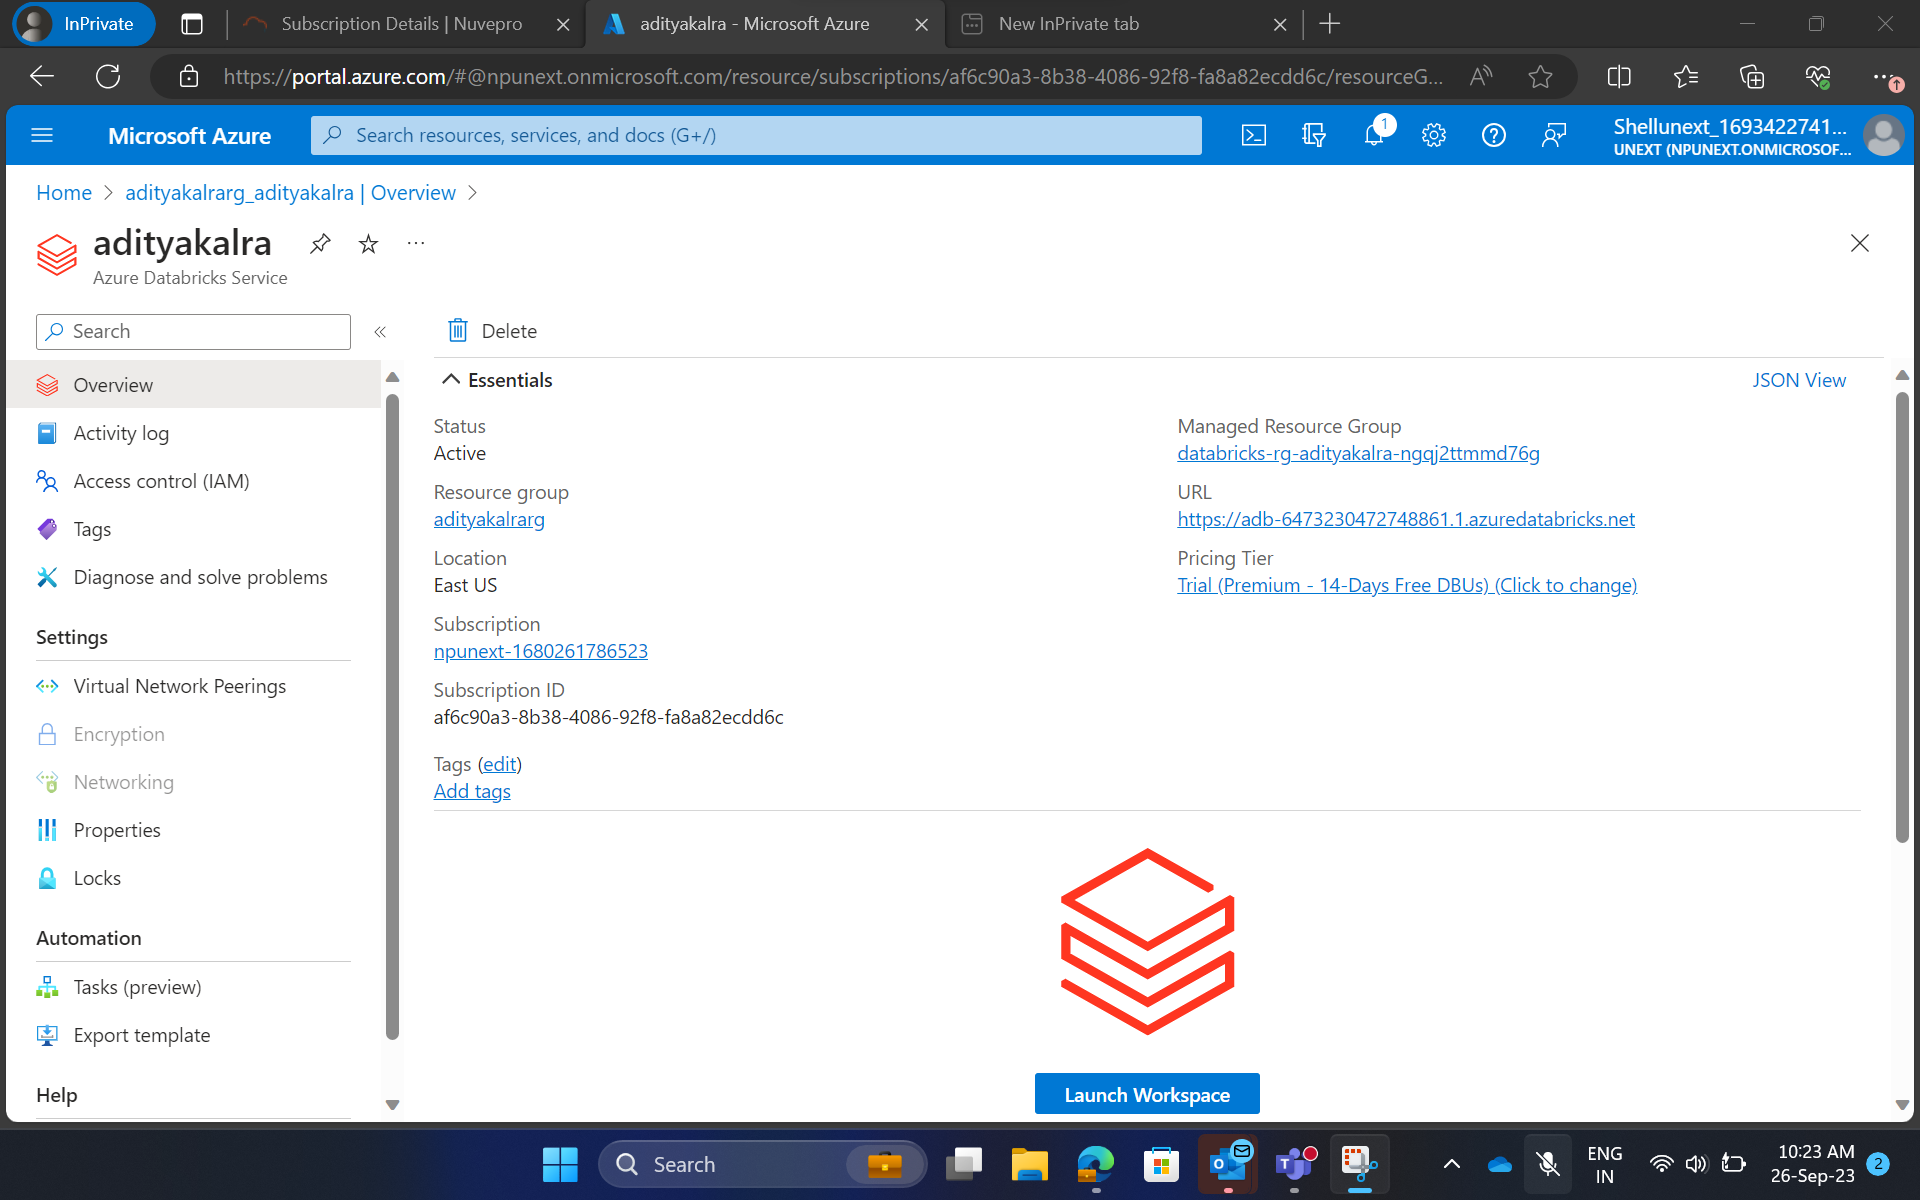 InPrivate
Subscription Details | Nuvepro
adityakalra - Microsoft Azure
New InPrivate tab
https://portal.azure.com/#@npunext.onmicrosoft.com/resource/subscriptions/af6c90a3-8b38-4086-92f8-fa8a82ecdd6c/resourceG...
Microsoft Azure
Search resources, services, and docs (G+/)
1
Shellunext_1693422741...
UNEXT (NPUNEXT.ONMICROSOF...
Home > adityakalrarg_adityakalra | Overview >
adityakalra
Azure Databricks Service
Search
Overview
Activity log
Access control (IAM)
Tags
Diagnose and solve problems
Settings
Virtual Network Peerings
Encryption
Networking
Properties
Locks
Automation
Tasks (preview)
Export template
Help
Delete
Essentials
JSON View
Status
Active
Resource group
adityakalrarg
Location
East US
Subscription
npunext-1680261786523
Subscription ID
af6c90a3-8b38-4086-92f8-fa8a82ecdd6c
Tags (edit)
Add tags
Managed Resource Group
databricks-rg-adityakalra-ngqj2ttmmd76g
URL
https://adb-6473230472748861.1.azuredatabricks.net
Pricing Tier
Trial (Premium - 14-Days Free DBUs) (Click to change)
Launch Workspace
Search
ENG
IN
10:23 AM
26-Sep-23
2